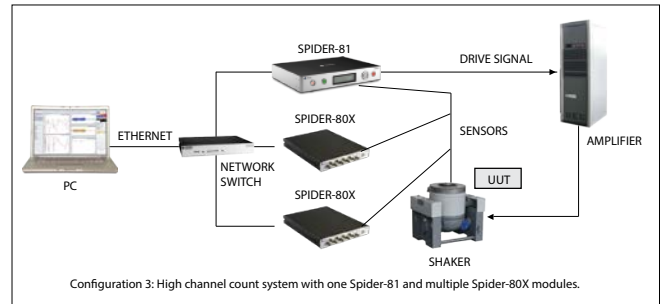 SPIDER-81
DRIVE SIGNAL
ETHERNET
SPIDER-80X
SENSORS
AMPLIFIER
NETWORK
SWITCH
PC
UUT
SPIDER-80X
SHAKER
Configuration 3: High channel count system with one Spider-81 and multiple Spider-80X modules.